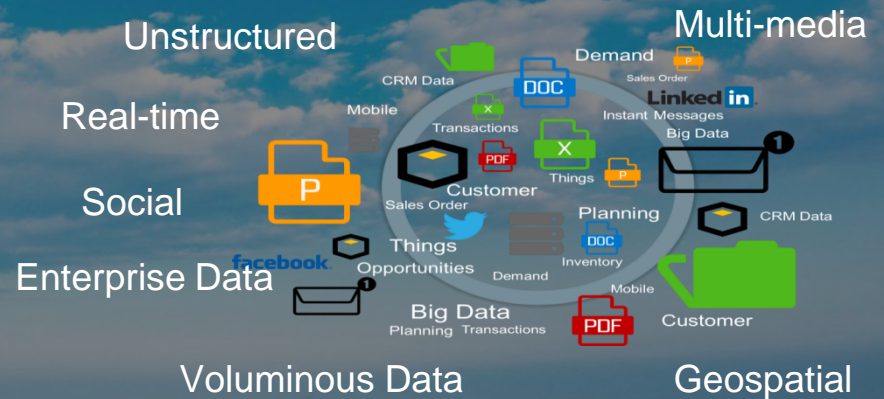 Unstructured
Multi-media
Demand
P
Sales Order
CRM Data
DOC
Linked in
Mobile
X
Transactions
Instant Messages
Big Data
Real-time
1
PDF
X
Things
P
P
Customer
Sales Order
Social
Planning
CRM Data
Things
DOC
facebook
Enterprise Data
Opportunities
Inventory
Demand
Mobile
1
Big Data
PDF
Customer
Planning
Transactions
Voluminous Data
Geospatial